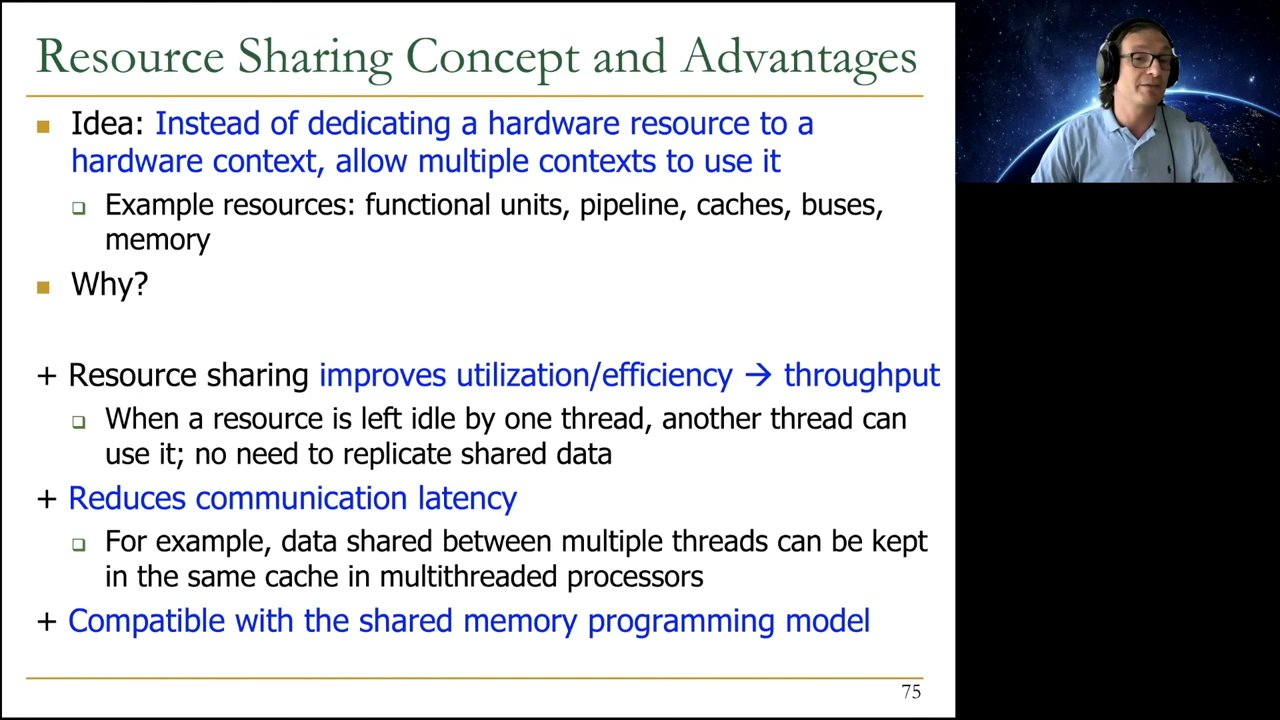 Resource Sharing Concept and Advantages
Idea: Instead of dedicating a hardware resource to a
hardware context, allow multiple contexts to use it
Example resources: functional units, pipeline, caches, buses,
memory
Why?
+ Resource sharing improves utilization/efficiency → throughput
When a resource is left idle by one thread, another thread can
use it; no need to replicate shared data
+ Reduces communication latency
For example, data shared between multiple threads can be kept
in the same cache in multithreaded processors
+ Compatible with the shared memory programming model
75